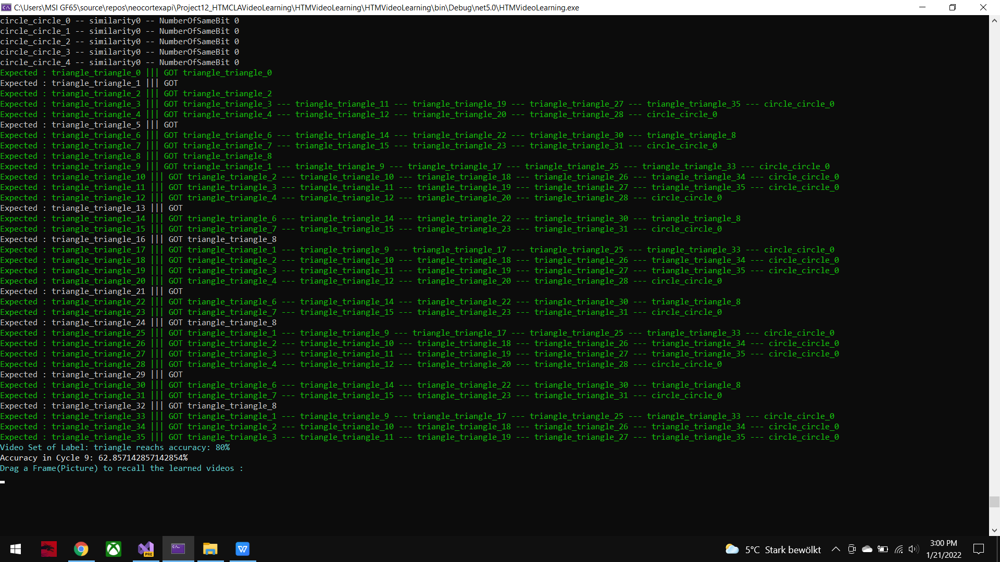 C:\Users\MSI GF65\source\repos\neocortexapi\Project12_HTMCLAVideoLearning\HTMVideoLearning\HTMVideoLearning\bin\Debug\net5.0\HTMVideoLearning.exe
circle_circle_0 -- similarity0 -- NumberOfSameBit 0
circle_circle_1 -- similarity0 -- NumberOfSameBit 0
circle_circle_2 -- similarity0 -- NumberOfSameBit 0
circle_circle_3 -- similarity0 -- NumberOfSameBit 0
circle_circle_4 -- similarity0 -- NumberOfSameBit 0
Expected : triangle_triangle_0 ||| GOT triangle_triangle_0
Expected : triangle_triangle_1 ||| GOT
Expected : triangle_triangle_2 ||| GOT triangle_triangle_2
Expected : triangle_triangle_3 ||| GOT triangle_triangle_3 --- triangle_triangle_11 --- triangle_triangle_19 --- triangle_triangle_27 --- triangle_triangle_35 --- circle_circle_0
Expected : triangle_triangle_4 ||| GOT triangle_triangle_4 --- triangle_triangle_12 --- triangle_triangle_20 --- triangle_triangle_28 --- circle_circle_0
Expected : triangle_triangle_5 ||| GOT
Expected : triangle_triangle_6 ||| GOT triangle_triangle_6 --- triangle_triangle_14 --- triangle_triangle_22 --- triangle_triangle_30 --- triangle_triangle_8
Expected : triangle_triangle_7 ||| GOT triangle_triangle_7 --- triangle_triangle_15 --- triangle_triangle_23 --- triangle_triangle_31 --- circle_circle_0
Expected : triangle_triangle_8 ||| GOT triangle_triangle_8
Expected : triangle_triangle_9 ||| GOT triangle_triangle_1 --- triangle_triangle_9 --- triangle_triangle_17 --- triangle_triangle_25 --- triangle_triangle_33 --- circle_circle_0
Expected : triangle_triangle_10 ||| GOT triangle_triangle_2 --- triangle_triangle_10 --- triangle_triangle_18 --- triangle_triangle_26 --- triangle_triangle_34 --- circle_circle_0
Expected : triangle_triangle_11 ||| GOT triangle_triangle_3 --- triangle_triangle_11 --- triangle_triangle_19 --- triangle_triangle_27 --- triangle_triangle_35 --- circle_circle_0
Expected : triangle_triangle_12 ||| GOT triangle_triangle_4 --- triangle_triangle_12 --- triangle_triangle_20 --- triangle_triangle_28 --- circle_circle_0
Expected : triangle_triangle_13 ||| GOT
Expected : triangle_triangle_14 ||| GOT triangle_triangle_6 --- triangle_triangle_14 --- triangle_triangle_22 --- triangle_triangle_30 --- triangle_triangle_8
Expected : triangle_triangle_15 ||| GOT triangle_triangle_7 --- triangle_triangle_15 --- triangle_triangle_23 --- triangle_triangle_31 --- circle_circle_0
Expected : triangle_triangle_16 ||| GOT triangle_triangle_8
Expected : triangle_triangle_17 ||| GOT triangle_triangle_1 --- triangle_triangle_9 --- triangle_triangle_17 --- triangle_triangle_25 --- triangle_triangle_33 --- circle_circle_0
Expected : triangle_triangle_18 ||| GOT triangle_triangle_2 --- triangle_triangle_10 --- triangle_triangle_18 --- triangle_triangle_26 --- triangle_triangle_34 --- circle_circle_0
Expected : triangle_triangle_19 ||| GOT triangle_triangle_3 --- triangle_triangle_11 --- triangle_triangle_19 --- triangle_triangle_27 --- triangle_triangle_35 --- circle_circle_0
Expected : triangle_triangle_20 ||| GOT triangle_triangle_4 --- triangle_triangle_12 --- triangle_triangle_20 --- triangle_triangle_28 --- circle_circle_0
Expected : triangle_triangle_21 ||| GOT
Expected : triangle_triangle_22 ||| GOT triangle_triangle_6 --- triangle_triangle_14 --- triangle_triangle_22 --- triangle_triangle_30 --- triangle_triangle_8
Expected : triangle_triangle_23 ||| GOT triangle_triangle_7 --- triangle_triangle_15 --- triangle_triangle_23 --- triangle_triangle_31 --- circle_circle_0
Expected : triangle_triangle_24 ||| GOT triangle_triangle_8
Expected : triangle_triangle_25 ||| GOT triangle_triangle_1 --- triangle_triangle_9 --- triangle_triangle_17 --- triangle_triangle_25 --- triangle_triangle_33 --- circle_circle_0
Expected : triangle_triangle_26 ||| GOT triangle_triangle_2 --- triangle_triangle_10 --- triangle_triangle_18 --- triangle_triangle_26 --- triangle_triangle_34 --- circle_circle_0
Expected : triangle_triangle_27 ||| GOT triangle_triangle_3 --- triangle_triangle_11 --- triangle_triangle_19 --- triangle_triangle_27 --- triangle_triangle_35 --- circle_circle_0
Expected : triangle_triangle_28 ||| GOT triangle_triangle_4 --- triangle_triangle_12 --- triangle_triangle_20 --- triangle_triangle_28 --- circle_circle_0
Expected : triangle_triangle_29 ||| GOT
Expected : triangle_triangle_30 ||| GOT triangle_triangle_6 --- triangle_triangle_14 --- triangle_triangle_22 --- triangle_triangle_30 --- triangle_triangle_8
Expected : triangle_triangle_31 ||| GOT triangle_triangle_7 --- triangle_triangle_15 --- triangle_triangle_23 --- triangle_triangle_31 --- circle_circle_0
Expected : triangle_triangle_32 ||| GOT triangle_triangle_8
Expected : triangle_triangle_33 ||| GOT triangle_triangle_1 --- triangle_triangle_9 --- triangle_triangle_17 --- triangle_triangle_25 --- triangle_triangle_33 --- circle_circle_0
Expected : triangle_triangle_34 ||| GOT triangle_triangle_2 --- triangle_triangle_10 --- triangle_triangle_18 --- triangle_triangle_26 --- triangle_triangle_34 --- circle_circle_0
Expected : triangle_triangle_35 ||| GOT triangle_triangle_3 --- triangle_triangle_11 --- triangle_triangle_19 --- triangle_triangle_27 --- triangle_triangle_35 --- circle_circle_0
Video Set of Label: triangle reachs accuracy: 80%
Accuracy in Cycle 9: 62.857142857142854%
Drag a Frame(Picture) to recall the learned videos :
PRE
5°C Stark bewölkt
3:00 PM
1/21/2022